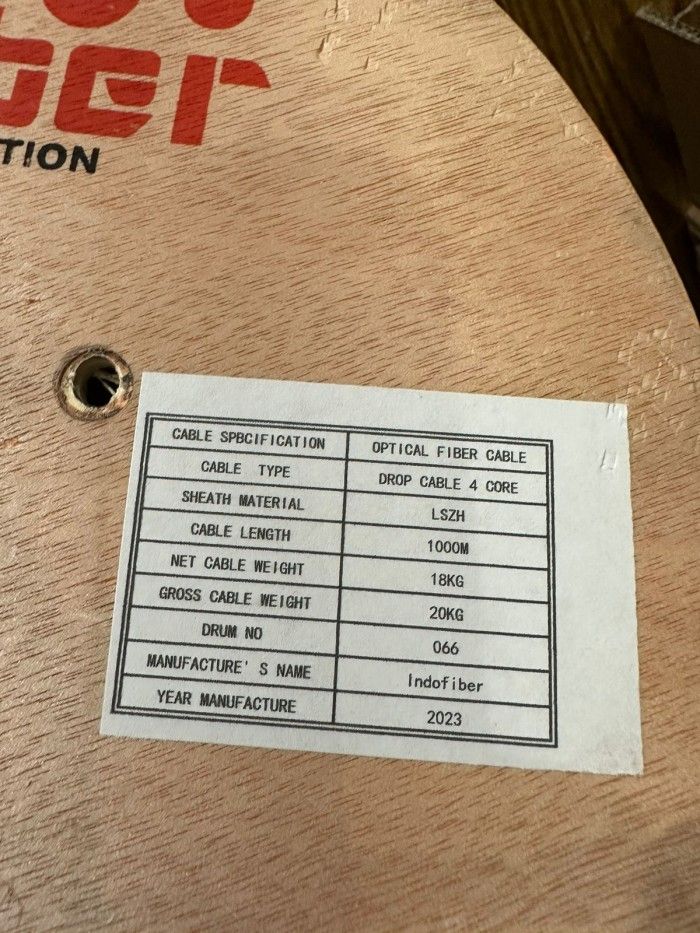 TION
CABLE SPBCIFICATION OPTICAL FIBER CABLE
CABLE TYPE DROP CABLE 4 CORE
SHEATH MATERIAL LSZH
CABLE LENGTH 1000M
NET CABLE WEIGHT 18KG
GROSS CABLE WEIGHT 20KG
DRUM NO 066
MANUFACTURE' S NAME Indofiber
YEAR MANUFACTURE 2023